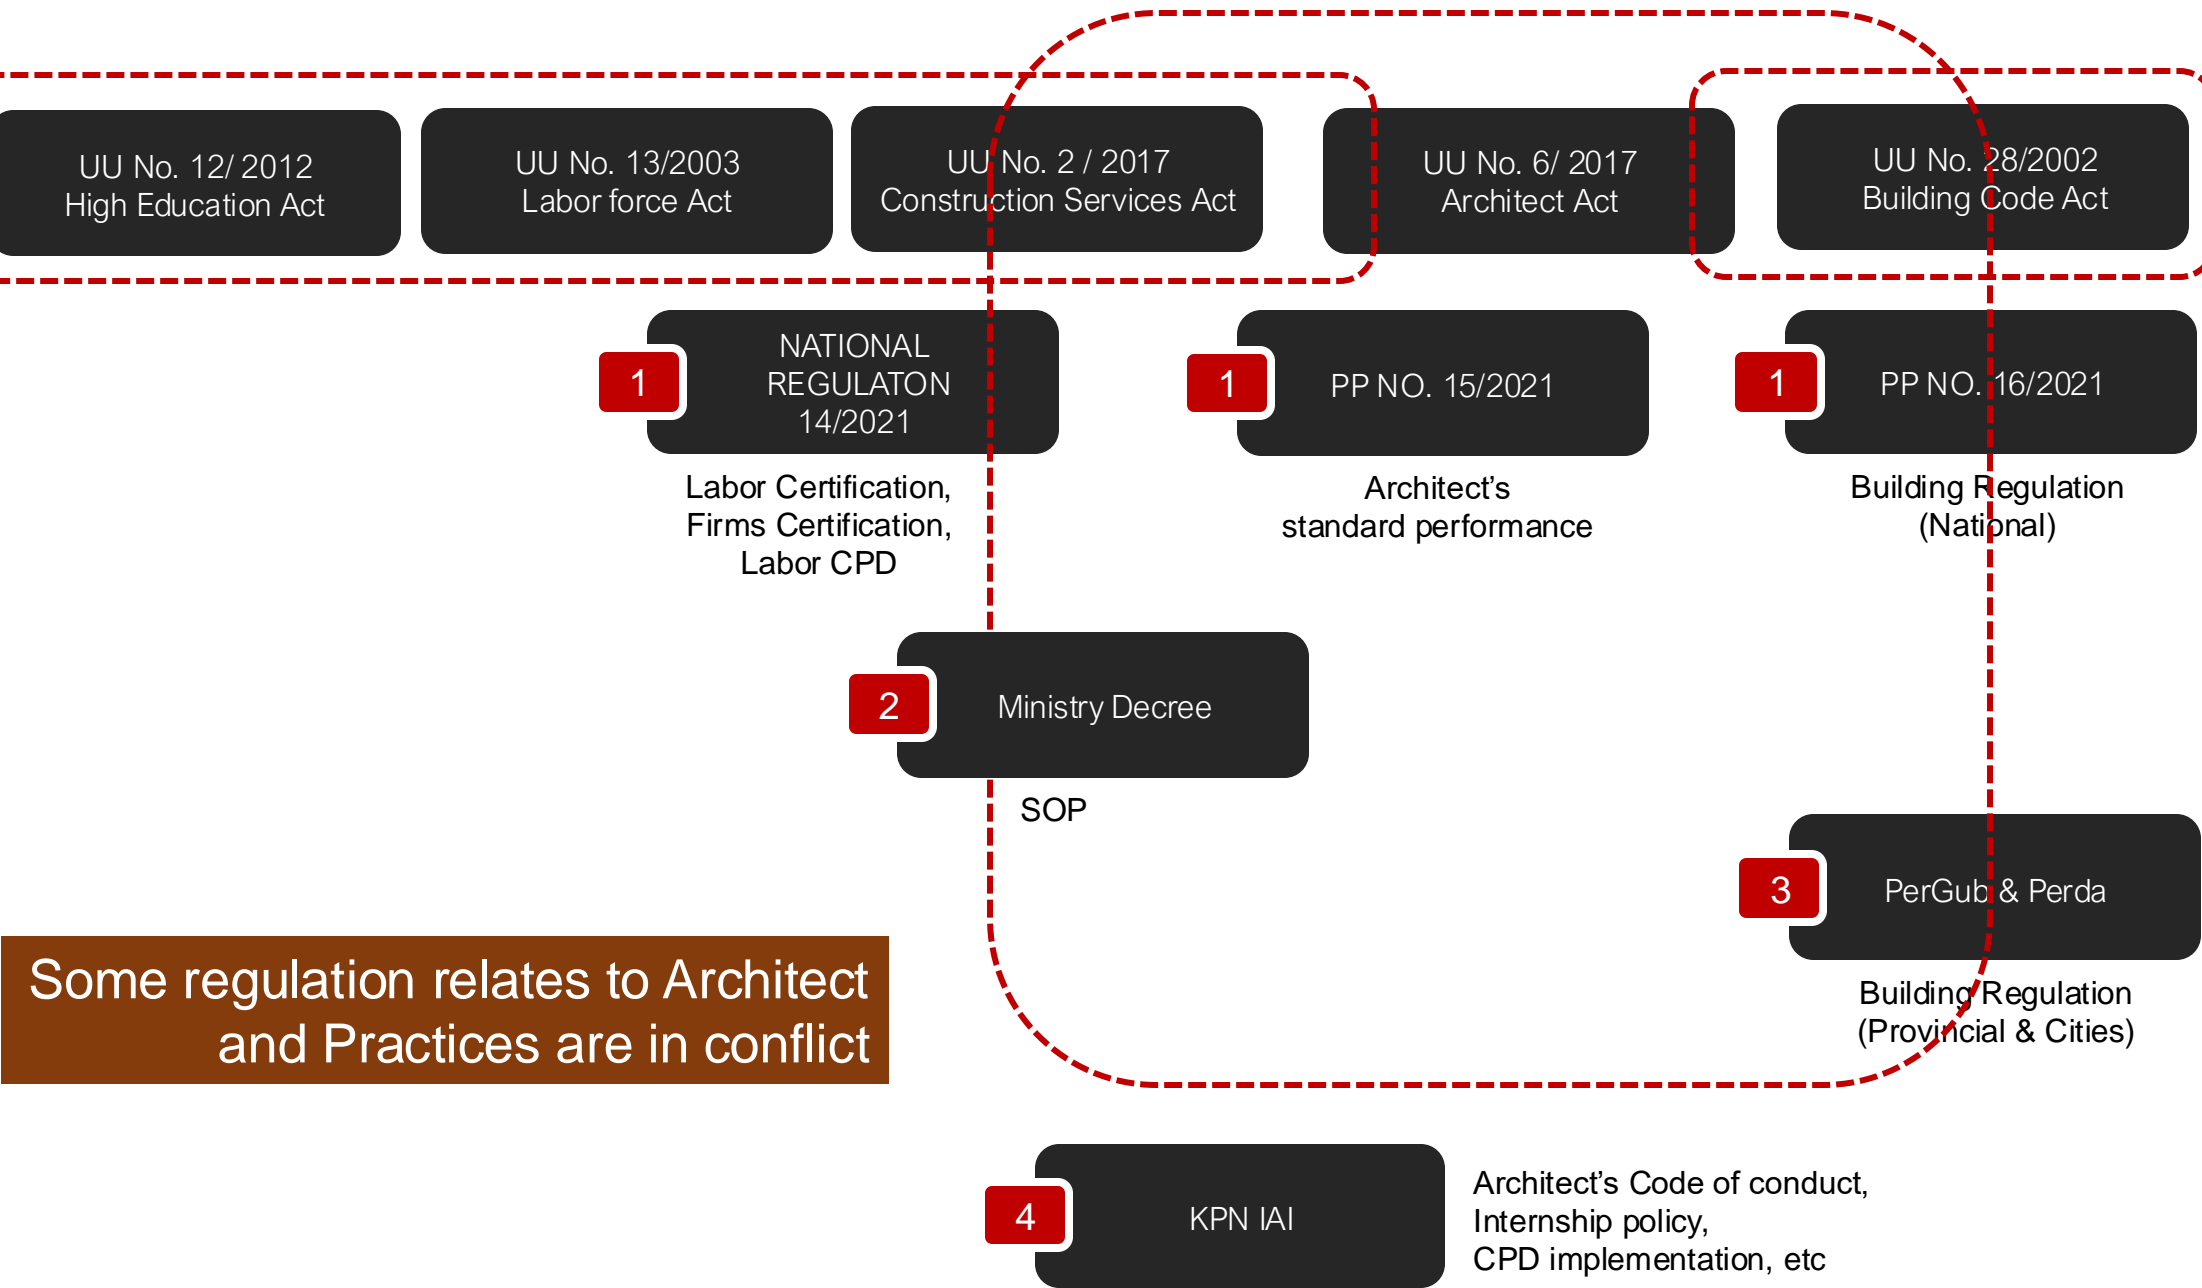 UU No. 12/ 2012
High Education Act
UU No. 13/2003
Labor force Act
UU No. 2 / 2017
Construction Services Act
UU No. 6/ 2017
Architect Act
UU No. 28/2002
Building Code Act
1
NATIONAL
REGULATON
14/2021
Labor Certification,
Firms Certification,
Labor CPD
1
PP NO. 15/2021
Architect’s
standard performance
1
PP NO. 16/2021
Building Regulation
(National)
2
Ministry Decree
SOP
3
PerGub & Perda
Building Regulation
(Provincial & Cities)
Some regulation relates to Architect
and Practices are in conflict
4
KPN IAI
Architect’s Code of conduct,
Internship policy,
CPD implementation, etc